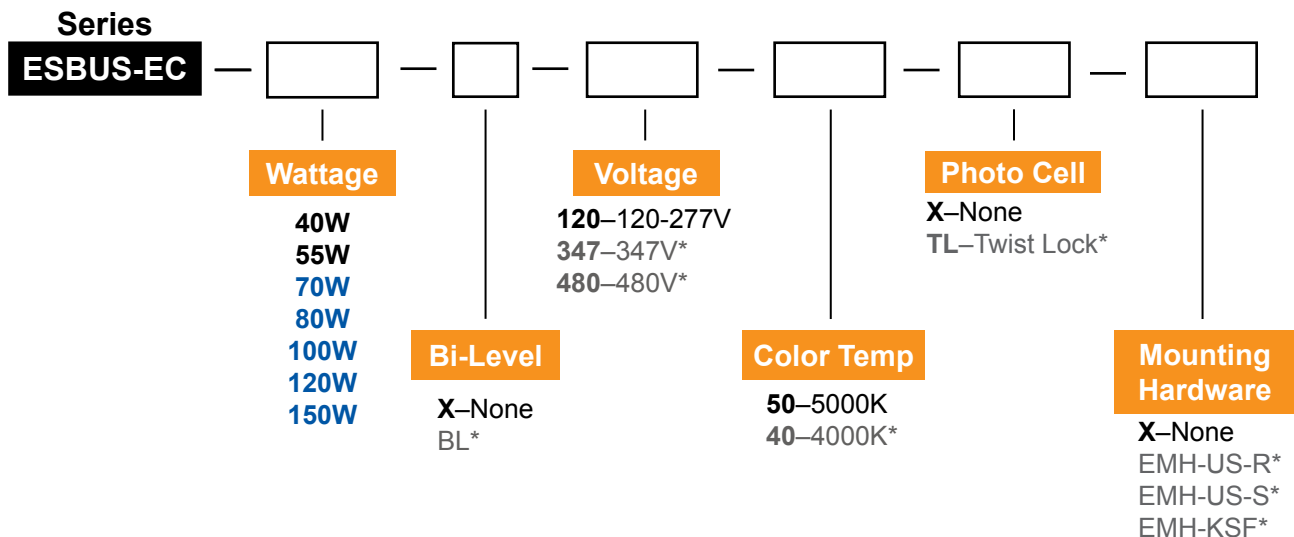 Series
ESBUS-EC
Wattage
40W
55W
70W
80W
100W
120W
150W
Bi-Level
X–None
BL*
Voltage
120–120-277V
347–347V*
480–480V*
Color Temp
50–5000K
40–4000K*
Photo Cell
X–None
TL–Twist Lock*
Mounting
Hardware
X–None
EMH-US-R*
EMH-US-S*
EMH-KSF*